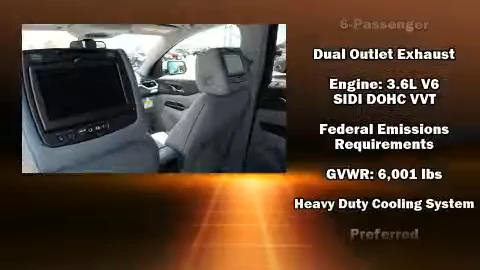 6-Passenger
Dual Outlet Exhaust
Engine: 3.6L V6
SIDI DOHC VVT
Federal Emissions
Requirements
GVWR: 6,001 lbs
Heavy Duty Cooling System
Preferred